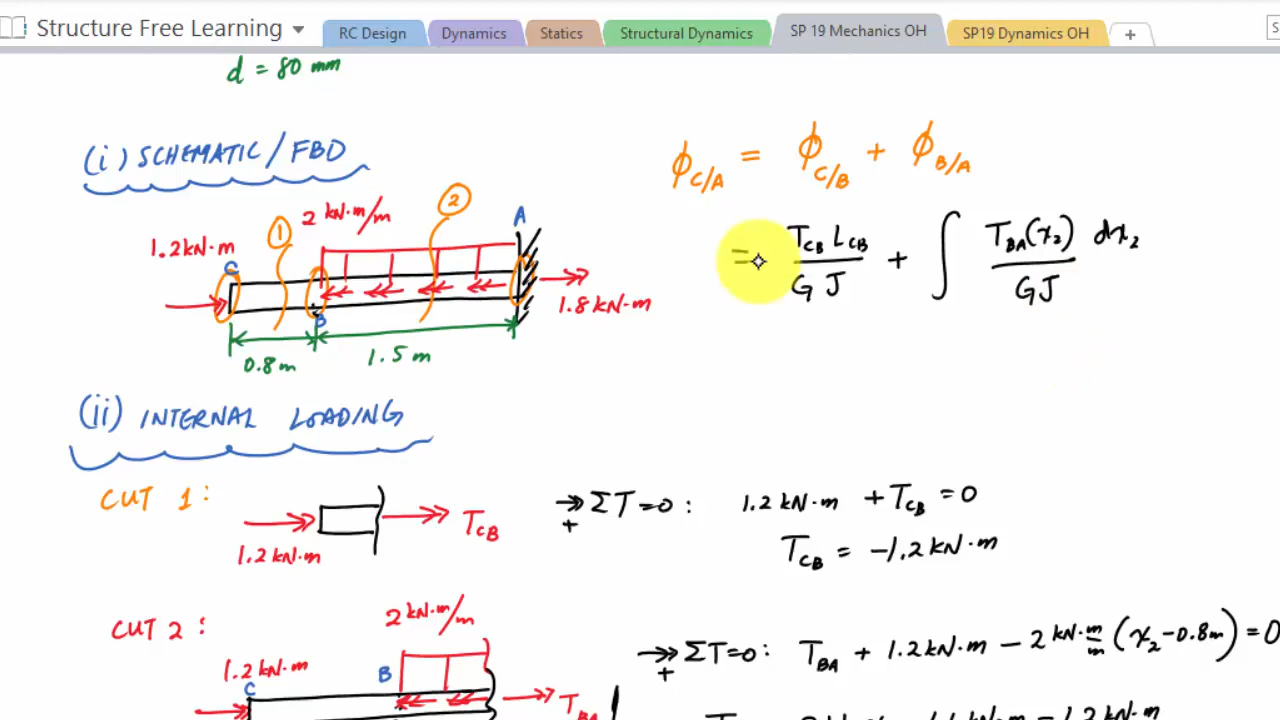 Structure Free Learning
RC Design
Dynamics
Statics
Structural Dynamics
SP 19 Mechanics OH
SP19 Dynamics OH
+
d = 80 mm
(i) SCHEMATIC/FBD
1.2 kN·m
C
1
2 kN·m/m
2
A
B
1.8 kN·m
0.8 m
1.5 m
ϕC/A = ϕC/B + ϕB/A
= TCB LCB / GJ + ∫ TBA(x2) / GJ dx2
(ii) INTERNAL LOADING
CUT 1:
1.2 kN·m
TCB
+ ΣT=0: 1.2 kN·m + TCB = 0
TCB = -1.2 kN·m
CUT 2:
2 kN·m/m
1.2 kN·m
C
B
TBA
+ ΣT=0: TBA + 1.2 kN·m - 2 kN·m/m (x2 - 0.8m) = 0